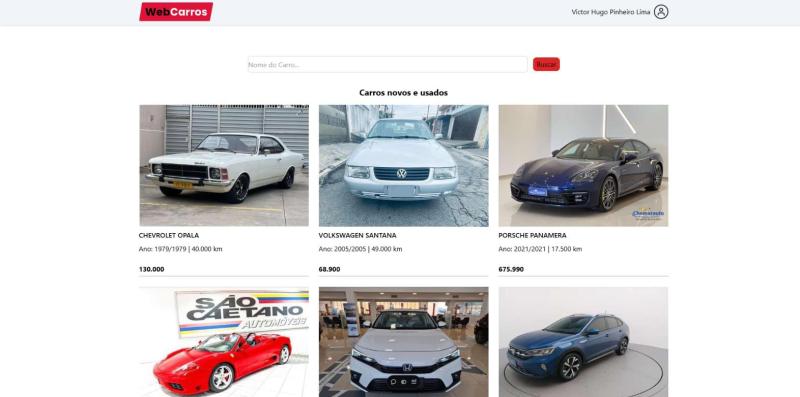 WebCarros
Victor Hugo Pinheiro Lima
Nome do Carro...
Buscar
Carros novos e usados
CHEVROLET OPALA
Ano: 1979/1979 | 40.000 km
130.000
VOLKSWAGEN SANTANA
Ano: 2005/2005 | 49.000 km
68.900
PORSCHE PANAMERA
Ano: 2021/2021 | 17.500 km
675.990
SÃO
CAETANO
AUTOMÓVEIS